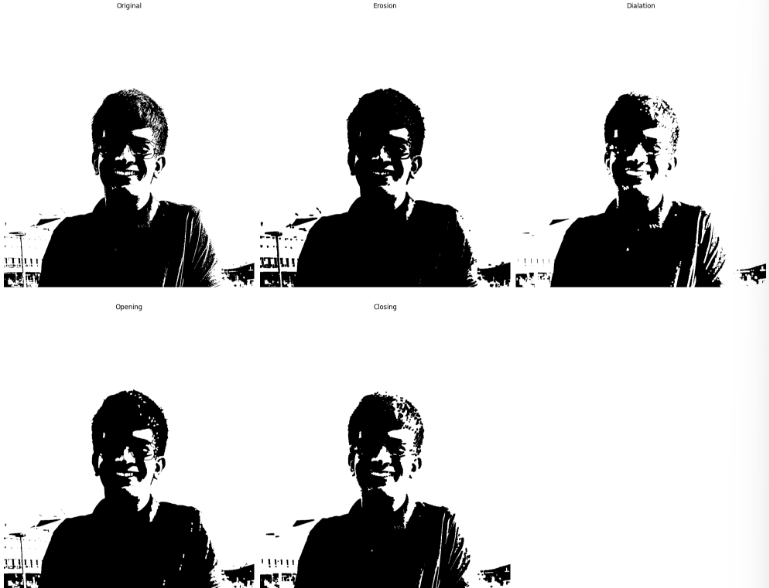 Original
Erosion
Dialation
Opening
Closing